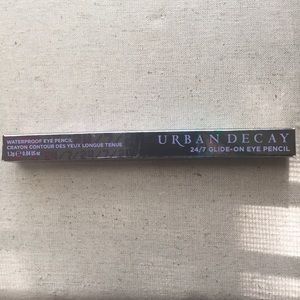 WATERPROOF EYE PENCIL
CRAYON CONTOUR DES YEUX LONGUE TENUE
1.2g ℮ 0.04 US oz
URBAN DECAY
24/7 GLIDE-ON EYE PENCIL